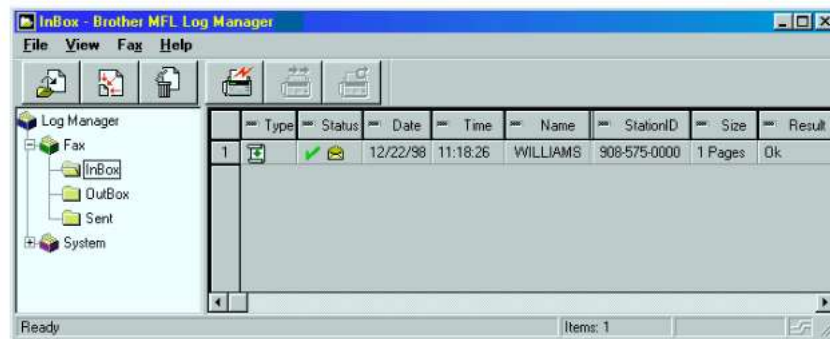 InBox - Brother MFL Log Manager
File View Fax Help
Log Manager
Fax
InBox
OutBox
Sent
System
Type Status Date Time Name StationID Size Result
1 12/22/98 11:18:26 WILLIAMS 908-575-0000 1 Pages Ok
Ready Items: 1